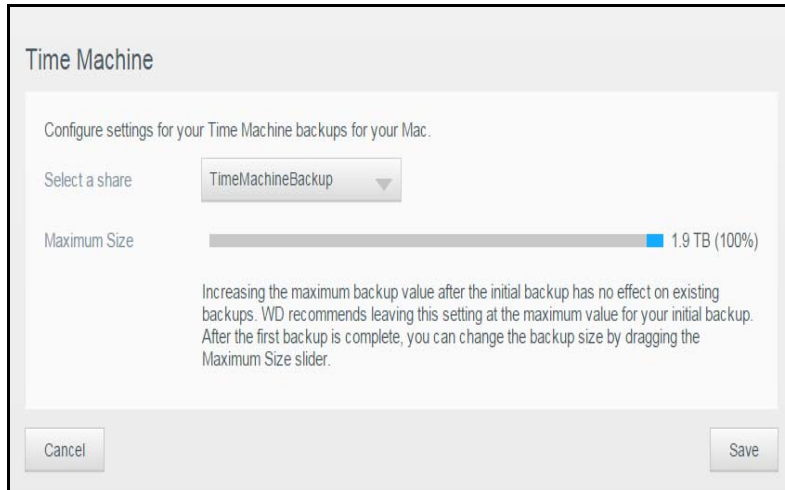 Time Machine
Configure settings for your Time Machine backups for your Mac.
Select a share TimeMachineBackup
Maximum Size 1.9 TB (100%)
Increasing the maximum backup value after the initial backup has no effect on existing
backups. WD recommends leaving this setting at the maximum value for your initial backup.
After the first backup is complete, you can change the backup size by dragging the
Maximum Size slider.
Cancel Save